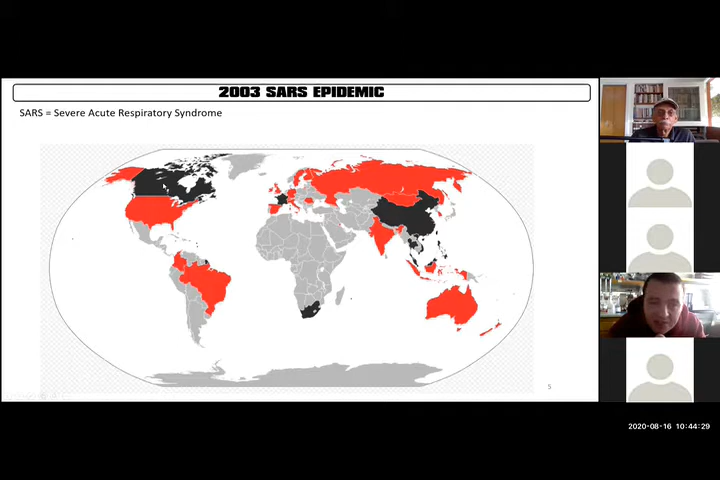 2003 SARS EPIDEMIC
SARS = Severe Acute Respiratory Syndrome
5
2020-08-16 10:44:29